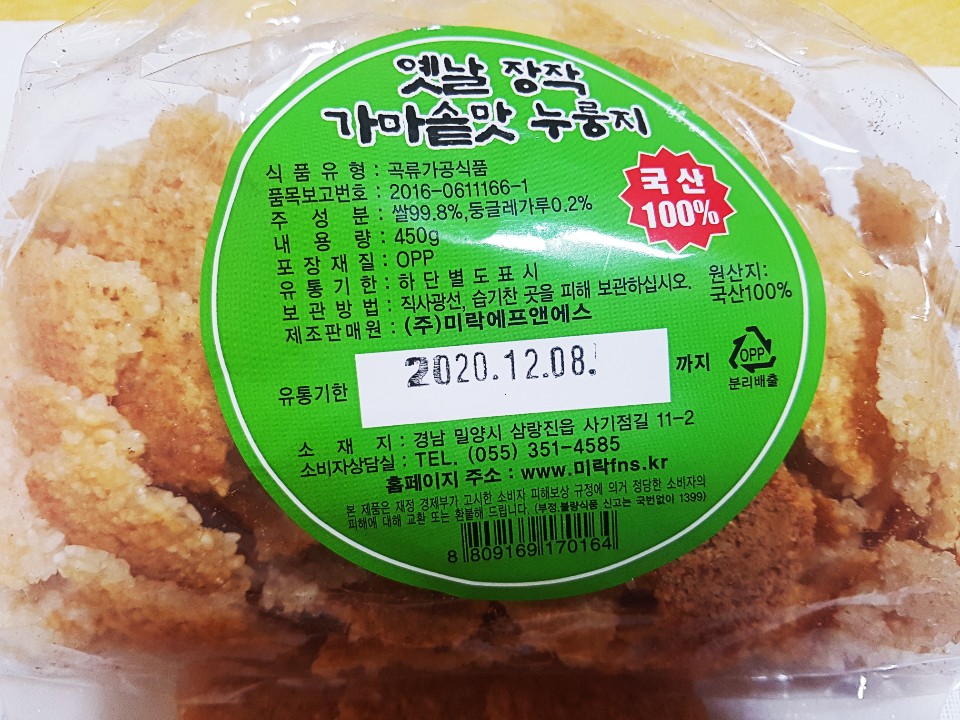 옛날 장작
가마솥맛 누룽지
국산
100%
식품유형 : 곡류가공식품
품목보고번호 : 2016-0611166-1
주성분 : 쌀99.8%,둥글레가루0.2%
내용량 : 450g
포장재질 : OPP
유통기한 : 하단별도표시
보관방법 : 직사광선, 습기찬 곳을 피해 보관하십시오.
제조판매원 : (주)미락에프앤에스
원산지:
국산100%
유통기한 2020.12.08. 까지
OPP
분리배출
소재지 : 경남 밀양시 삼랑진읍 사기점길 11-2
소비자상담실 : TEL. (055) 351-4585
홈페이지 주소 : www.미락fns.kr
본 제품은 재정 경제부가 고시한 소비자 피해보상 규정에 의거 정당한 소비자의
피해에 대해 교환 또는 환불해 드립니다. (부정.불량식품 신고는 국번없이 1399)
8 809169 170164